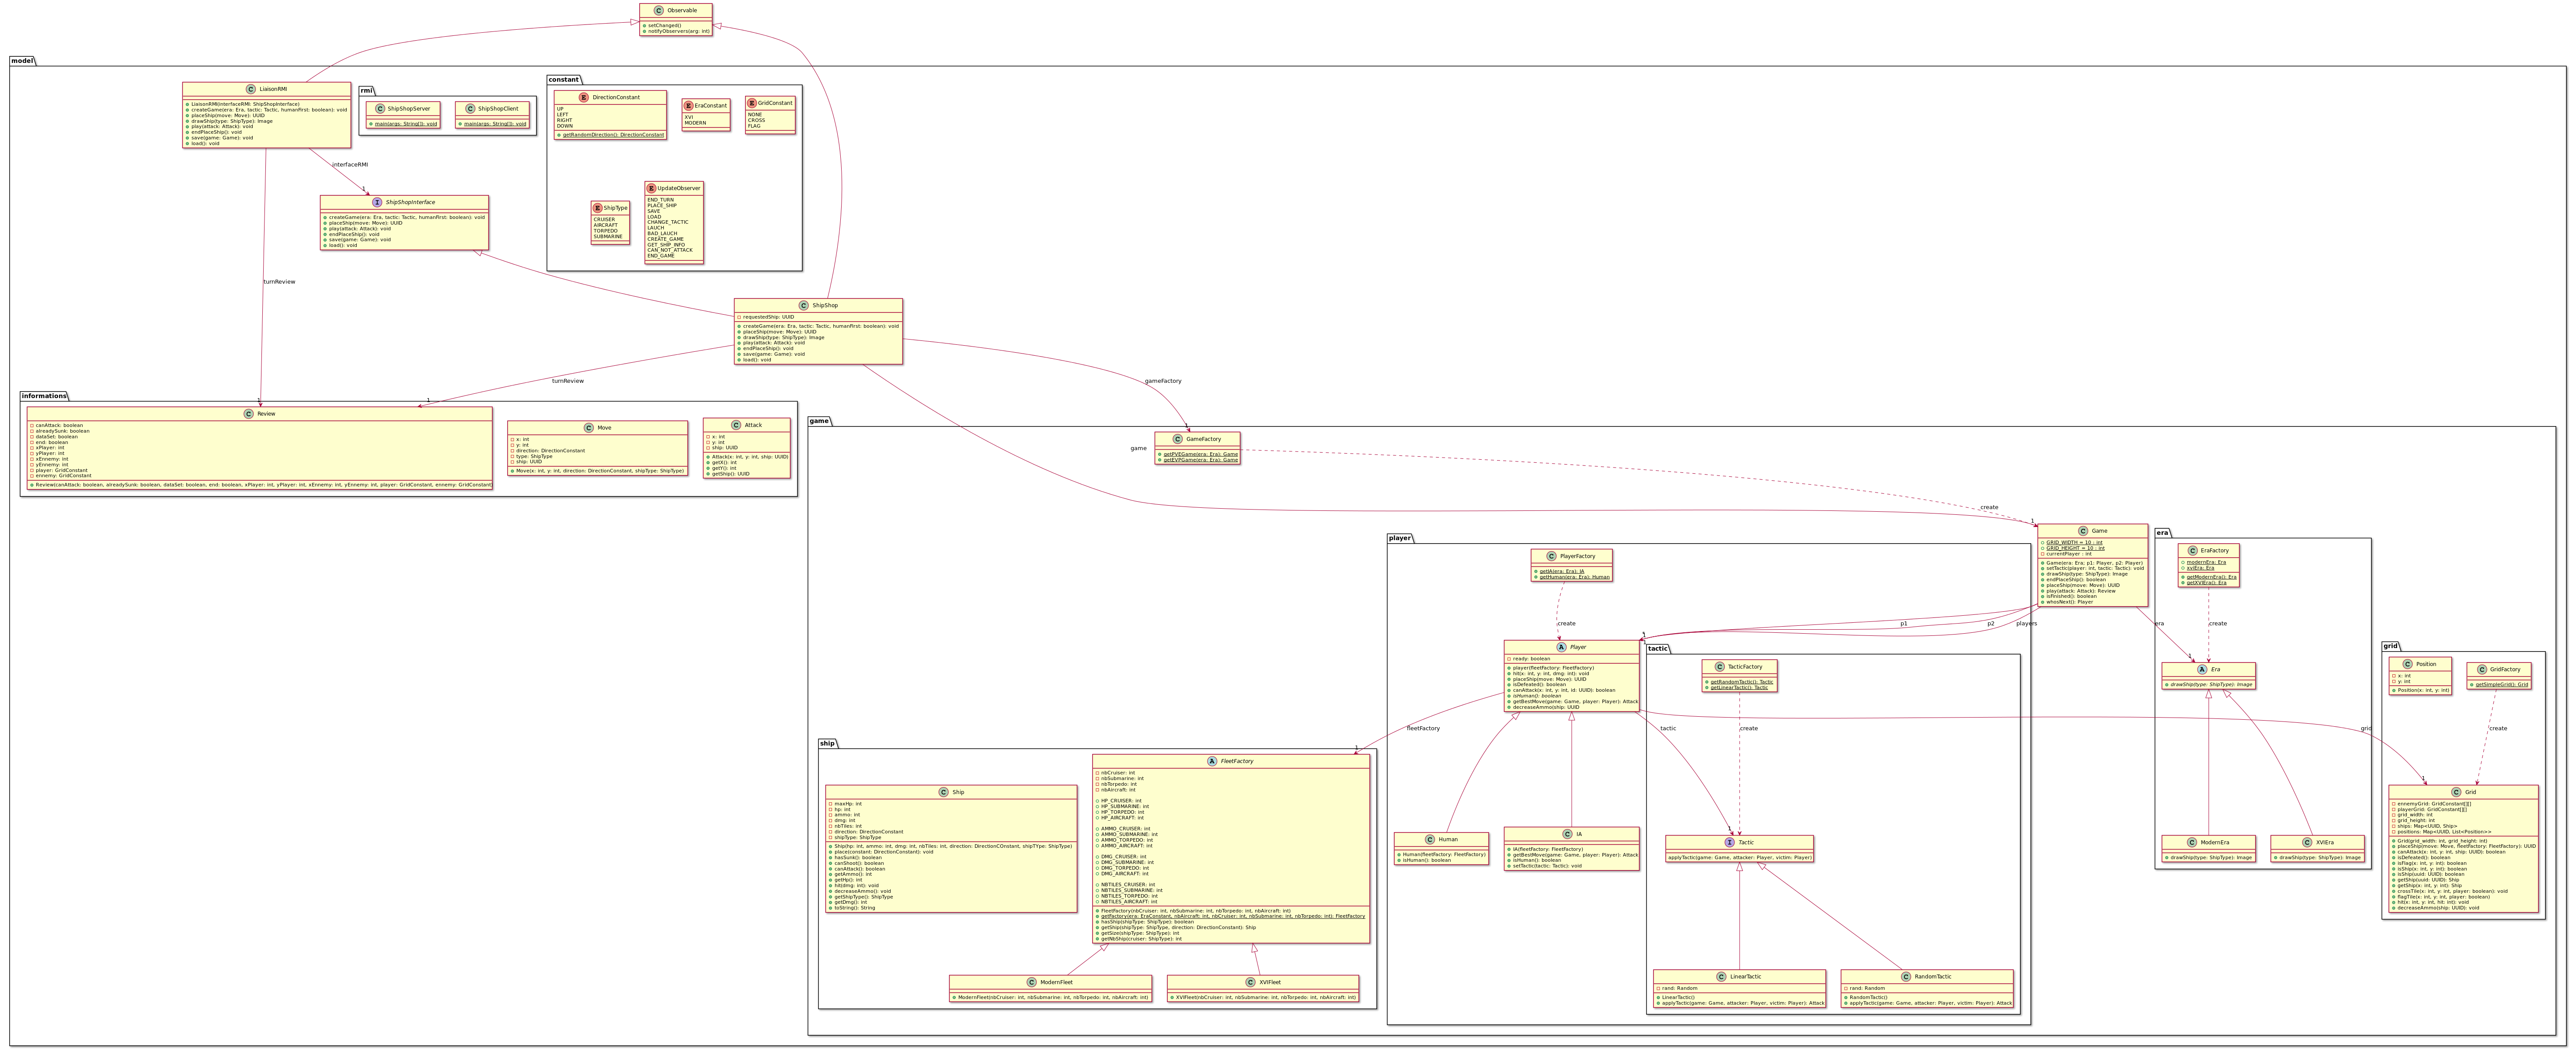 Observable
setChanged()
notifyObservers(arg: int)
model
LiaisonRMI
LiaisonRMI(interfaceRMI: ShipShopInterface)
createGame(era: Era, tactic: Tactic, humanFirst: boolean): void
placeShip(move: Move): UUID
drawShip(type: ShipType): Image
play(attack: Attack): void
endPlaceShip(): void
save(game: Game): void
load(): void
rmi
ShipShopServer
main(args: String[]): void
ShipShopClient
main(args: String[]): void
constant
DirectionConstant
UP
LEFT
RIGHT
DOWN
getRandomDirection(): DirectionConstant
EraConstant
XVI
MODERN
GridConstant
NONE
CROSS
FLAG
ShipType
CRUISER
AIRCRAFT
TORPEDO
SUBMARINE
UpdateObserver
END_TURN
PLACE_SHIP
SAVE
LOAD
CHANGE_TACTIC
LAUCH
BAD_LAUCH
CREATE_GAME
GET_SHIP_INFO
CAN_NOT_ATTACK
END_GAME
interfaceRMI
1
ShipShopInterface
createGame(era: Era, tactic: Tactic, humanFirst: boolean): void
placeShip(move: Move): UUID
play(attack: Attack): void
endPlaceShip(): void
save(game: Game): void
load(): void
turnReview
1
ShipShop
requestedShip: UUID
createGame(era: Era, tactic: Tactic, humanFirst: boolean): void
placeShip(move: Move): UUID
drawShip(type: ShipType): Image
play(attack: Attack): void
endPlaceShip(): void
save(game: Game): void
load(): void
turnReview
1
gameFactory
1
game
1
informations
Review
canAttack: boolean
alreadySunk: boolean
dataSet: boolean
end: boolean
xPlayer: int
yPlayer: int
xEnnemy: int
yEnnemy: int
player: GridConstant
ennemy: GridConstant
Review(canAttack: boolean, alreadySunk: boolean, dataSet: boolean, end: boolean, xPlayer: int, yPlayer: int, xEnnemy: int, yEnnemy: int, player: GridConstant, ennemy: GridConstant)
Move
x: int
y: int
direction: DirectionConstant
type: ShipType
ship: UUID
Move(x: int, y: int, direction: DirectionConstant, shipType: ShipType)
Attack
x: int
y: int
ship: UUID
Attack(x: int, y: int, ship: UUID)
getX(): int
getY(): int
getShip(): UUID
game
GameFactory
getPVEGame(era: Era): Game
getEVPGame(era: Era): Game
create
Game
GRID_WIDTH = 10 : int
GRID_HEIGHT = 10 : int
currentPlayer : int
Game(era: Era; p1: Player, p2: Player)
setTactic(player: int, tactic: Tactic): void
drawShip(type: ShipType): Image
endPlaceShip(): boolean
placeShip(move: Move): UUID
play(attack: Attack): Review
isFinished(): boolean
whosNext(): Player
p1
p2
players
era
1
player
PlayerFactory
getIA(era: Era): IA
getHuman(era: Era): Human
create
Player
ready: boolean
player(fleetFactory: FleetFactory)
hit(x: int, y: int, dmg: int): void
placeShip(move: Move): UUID
isDefeated(): boolean
canAttack(x: int, y: int, id: UUID): boolean
isHuman(): boolean
getBestMove(game: Game, player: Player): Attack
decreaseAmmo(ship: UUID
fleetFactory
1
tactic
1
grid
1
Human
Human(fleetFactory: FleetFactory)
isHuman(): boolean
IA
IA(fleetFactory: FleetFactory)
getBestMove(game: Game, player: Player): Attack
isHuman(): boolean
setTactic(tactic: Tactic): void
tactic
TacticFactory
getRandomTactic(): Tactic
getLinearTactic(): Tactic
create
Tactic
applyTactic(game: Game, attacker: Player, victim: Player)
LinearTactic
rand: Random
LinearTactic()
applyTactic(game: Game, attacker: Player, victim: Player): Attack
RandomTactic
rand: Random
RandomTactic()
applyTactic(game: Game, attacker: Player, victim: Player): Attack
era
EraFactory
modernEra: Era
xviEra: Era
getModernEra(): Era
getXVIEra(): Era
create
Era
drawShip(type: ShipType): Image
ModernEra
drawShip(type: ShipType): Image
XVIEra
drawShip(type: ShipType): Image
grid
Position
x: int
y: int
Position(x: int, y: int)
GridFactory
getSimpleGrid(): Grid
create
Grid
ennemyGrid: GridConstant[][]
playerGrid: GridConstant[][]
grid_width: int
grid_height: int
ships: Map<UUID, Ship>
positions: Map<UUID, List<Position>>
Grid(grid_width: int, grid_height: int)
placeShip(move: Move, fleetFactory: FleetFactory): UUID
canAttack(x: int, y: int, ship: UUID): boolean
isDefeated(): boolean
isFlag(x: int, y: int): boolean
isShip(x: int, y: int): boolean
isShip(uuid: UUID): boolean
getShip(uuid: UUID): Ship
getShip(x: int, y: int): Ship
crossTile(x: int, y: int, player: boolean): void
flagTile(x: int, y: int, player: boolean)
hit(x: int, y: int, hit: int): void
decreaseAmmo(ship: UUID): void
ship
Ship
maxHp: int
hp: int
ammo: int
dmg: int
nbTiles: int
direction: DirectionConstant
shipType: ShipType
Ship(hp: int, ammo: int, dmg: int, nbTiles: int, direction: DirectionCOnstant, shipTYpe: ShipType)
place(constant: DirectionConstant): void
hasSunk(): boolean
canShoot(): boolean
canAttack(): boolean
getAmmo(): int
getHp(): int
hit(dmg: int): void
decreaseAmmo(): void
getShipType(): ShipType
getDmg(): int
toString(): String
FleetFactory
nbCruiser: int
nbSubmarine: int
nbTorpedo: int
nbAircraft: int
HP_CRUISER: int
HP_SUBMARINE: int
HP_TORPEDO: int
HP_AIRCRAFT: int
AMMO_CRUISER: int
AMMO_SUBMARINE: int
AMMO_TORPEDO: int
AMMO_AIRCRAFT: int
DMG_CRUISER: int
DMG_SUBMARINE: int
DMG_TORPEDO: int
DMG_AIRCRAFT: int
NBTILES_CRUISER: int
NBTILES_SUBMARINE: int
NBTILES_TORPEDO: int
NBTILES_AIRCRAFT: int
FleetFactory(nbCruiser: int, nbSubmarine: int, nbTorpedo: int, nbAircraft: int)
getFactory(era: EraConstant, nbAircraft: int, nbCruiser: int, nbSubmarine: int, nbTorpedo: int): FleetFactory
hasShip(shipType: ShipType): boolean
getShip(shipType: ShipType, direction: DirectionConstant): Ship
getSize(shipType: ShipType): int
getNbShip(cruiser: ShipType): int
ModernFleet
ModernFleet(nbCruiser: int, nbSubmarine: int, nbTorpedo: int, nbAircraft: int)
XVIFleet
XVIFleet(nbCruiser: int, nbSubmarine: int, nbTorpedo: int, nbAircraft: int)